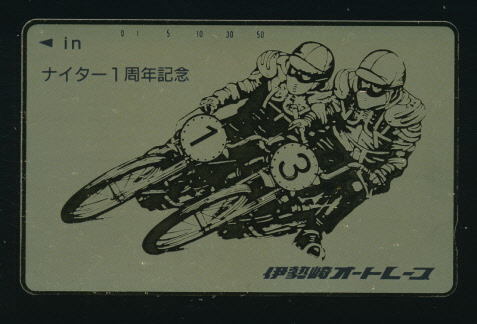 ◀ in
0 1 5 10 30 50
ナイター1周年記念
1
3
伊勢崎オートレース